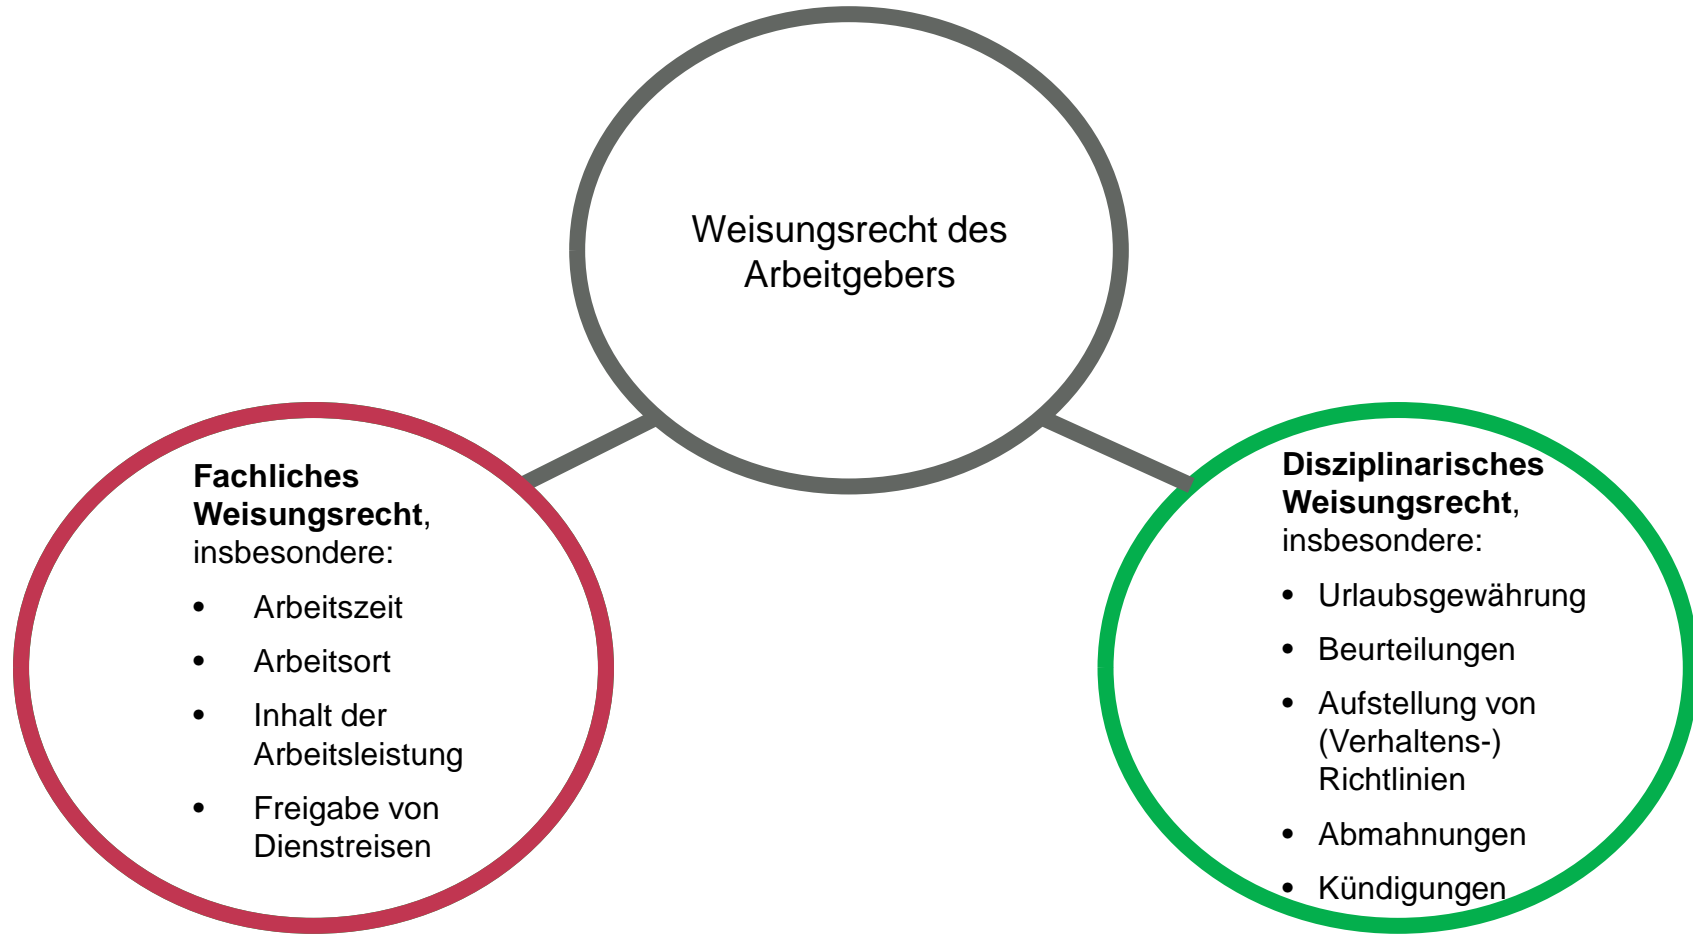 Weisungsrecht des
Arbeitgebers
Fachliches
Weisungsrecht,
insbesondere:
• Arbeitszeit
• Arbeitsort
• Inhalt der
Arbeitsleistung
• Freigabe von
Dienstreisen
Disziplinarisches
Weisungsrecht,
insbesondere:
• Urlaubsgewährung
• Beurteilungen
• Aufstellung von
(Verhaltens-)
Richtlinien
• Abmahnungen
• Kündigungen